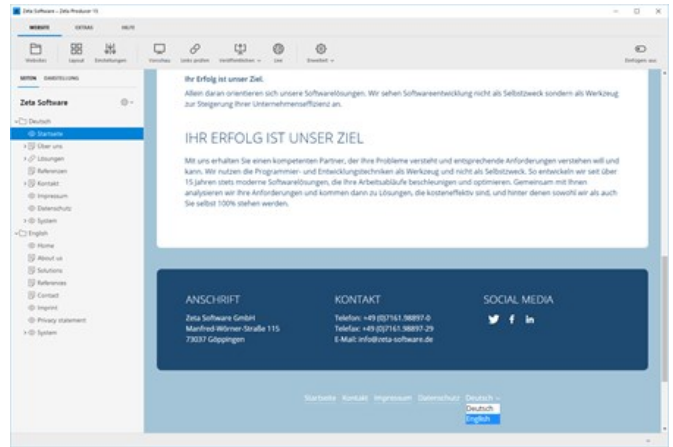 Zeta Software - Zeta Producer 15
WEBSITE EXTRAS HILFE
Websites Layout Einstellungen Vorschau Links prüfen Veröffentlichen Live Erweitert Einfügen aus
SEITEN DARSTELLUNG
Zeta Software
Deutsch
Startseite
Über uns
Lösungen
Referenzen
Kontakt
Impressum
Datenschutz
System
English
Home
About us
Solutions
References
Contact
Imprint
Privacy statement
System
Ihr Erfolg ist unser Ziel.
Allein daran orientieren sich unsere Softwarelösungen. Wir sehen Softwareentwicklung nicht als Selbstzweck sondern als Werkzeug
zur Steigerung Ihrer Unternehmenseffizienz an.
IHR ERFOLG IST UNSER ZIEL
Mit uns erhalten Sie einen kompetenten Partner, der Ihre Probleme versteht und entsprechende Anforderungen verstehen will und
kann. Wir nutzen die Programmier- und Entwicklungstechniken als Werkzeug und nicht als Selbstzweck. So entwickeln wir seit über
15 Jahren stets moderne Softwarelösungen, die Ihre Arbeitsabläufe beschleunigen und optimieren. Gemeinsam mit Ihnen
analysieren wir Ihre Anforderungen und kommen dann zu Lösungen, die kosteneffektiv sind, und hinter denen sowohl wir als auch
Sie selbst 100% stehen werden.
ANSCHRIFT
Zeta Software GmbH
Manfred-Wörner-Straße 115
73037 Göppingen
KONTAKT
Telefon: +49 (0)7161.98897-0
Telefax: +49 (0)7161.98897-29
E-Mail: info@zeta-software.de
SOCIAL MEDIA
Startseite Kontakt Impressum Datenschutz Deutsch
Deutsch
English